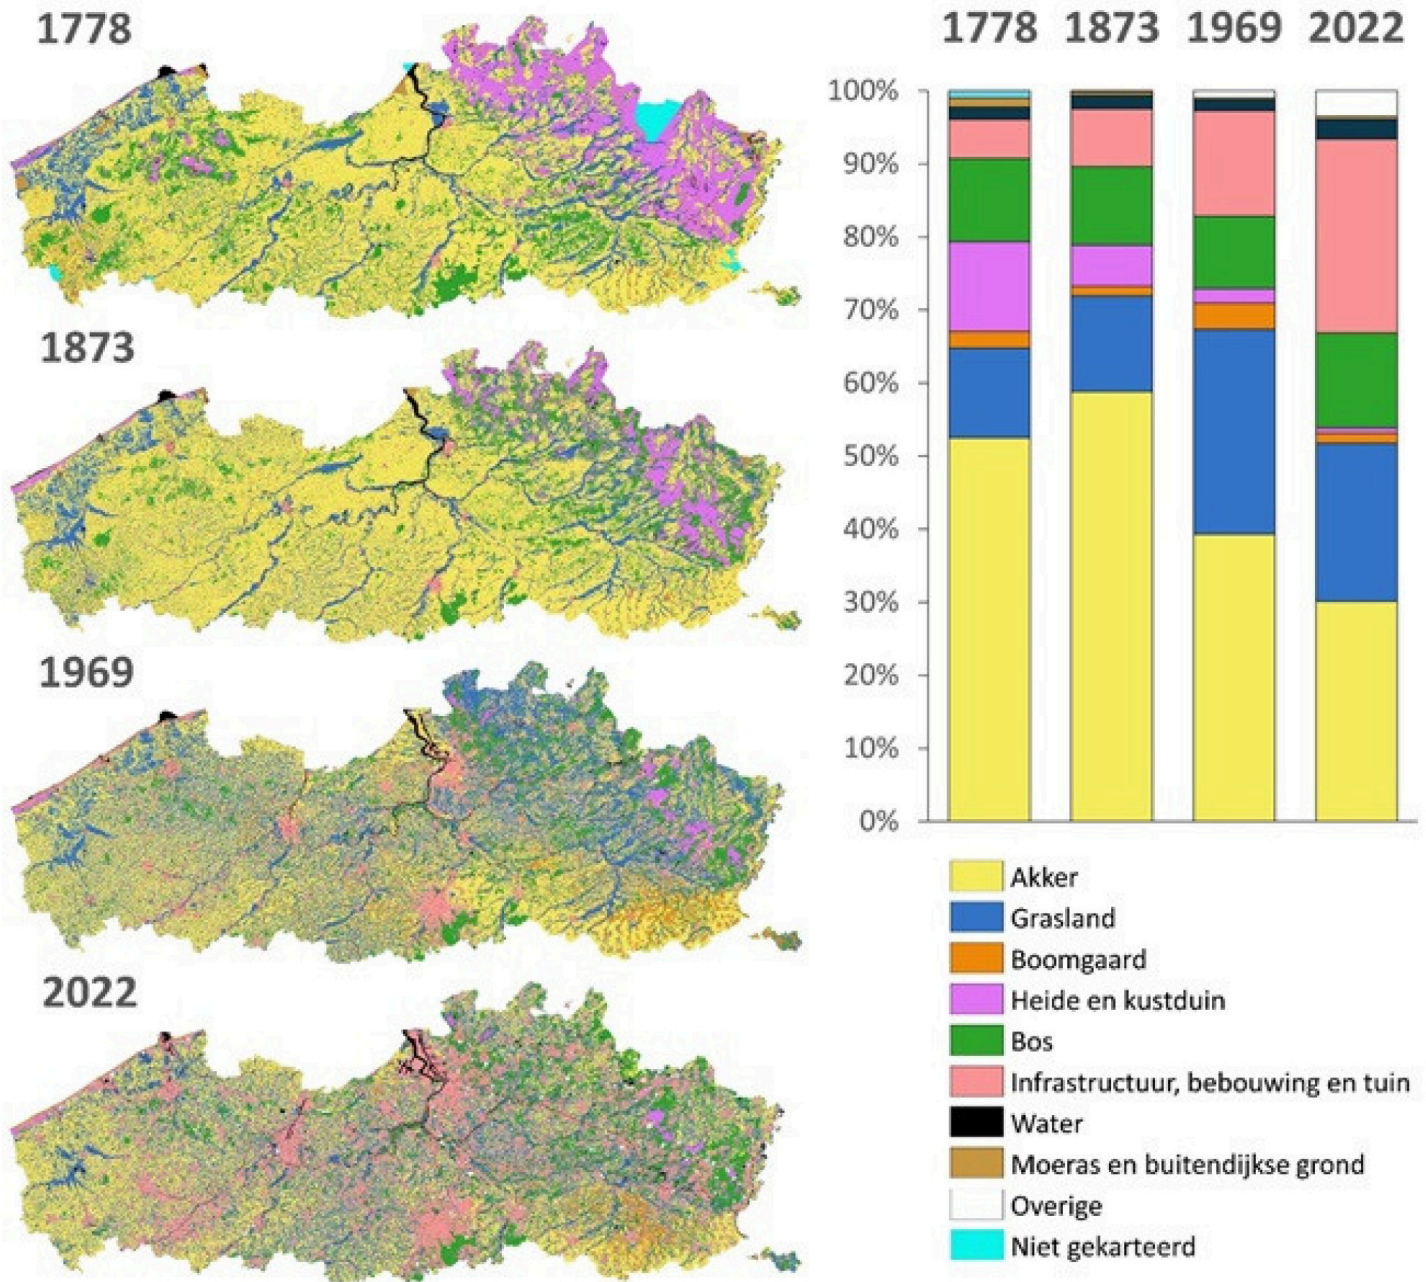 1778
1873
1969
2022
1778 1873 1969 2022
100%
90%
80%
70%
60%
50%
40%
30%
20%
10%
0%
Akker
Grasland
Boomgaard
Heide en kustduin
Bos
Infrastructuur, bebouwing en tuin
Water
Moeras en buitendijkse grond
Overige
Niet gekarteerd